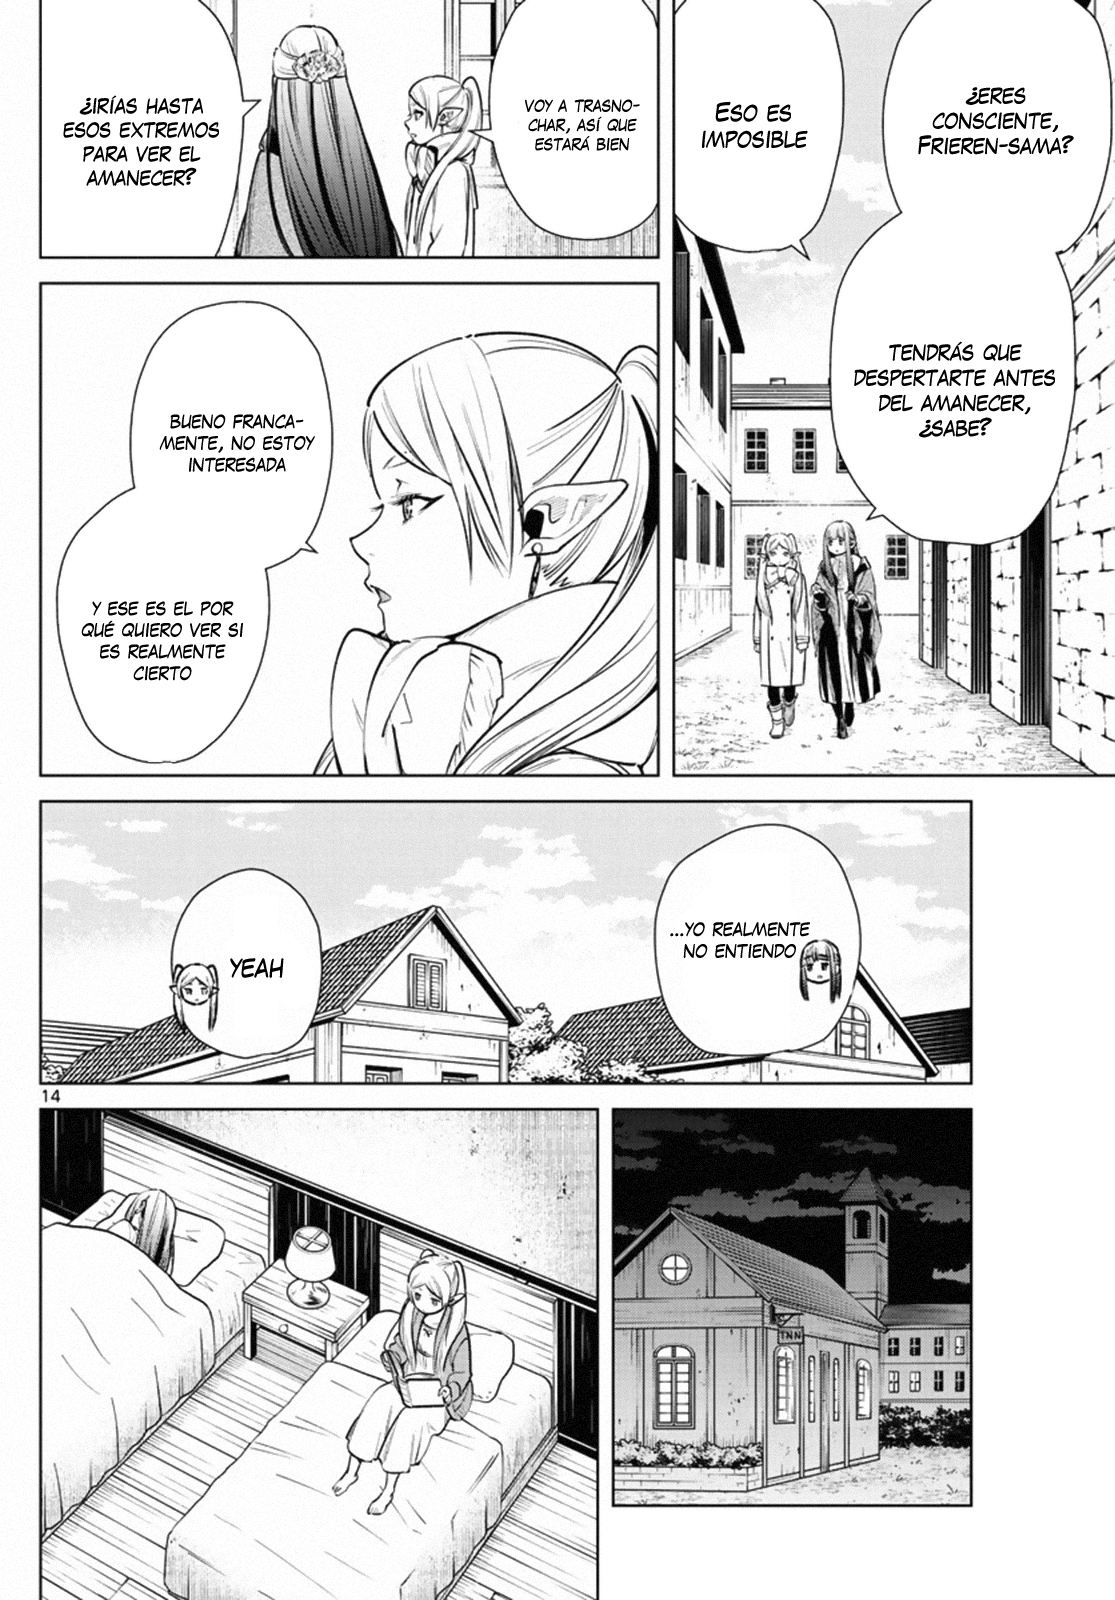 ¿ERES
CONSCIENTE,
FRIEREN-SAMA?
TENDRÁS QUE
DESPERTARTE ANTES
DEL AMANECER,
¿SABE?
ESO ES
IMPOSIBLE
VOY A TRASNO-
CHAR, ASÍ QUE
ESTARÁ BIEN
¿IRÍAS HASTA
ESOS EXTREMOS
PARA VER EL
AMANECER?
BUENO FRANCA-
MENTE, NO ESTOY
INTERESADA
Y ESE ES EL POR
QUÉ QUIERO VER SI
ES REALMENTE
CIERTO
...YO REALMENTE
NO ENTIENDO
YEAH
14
INN